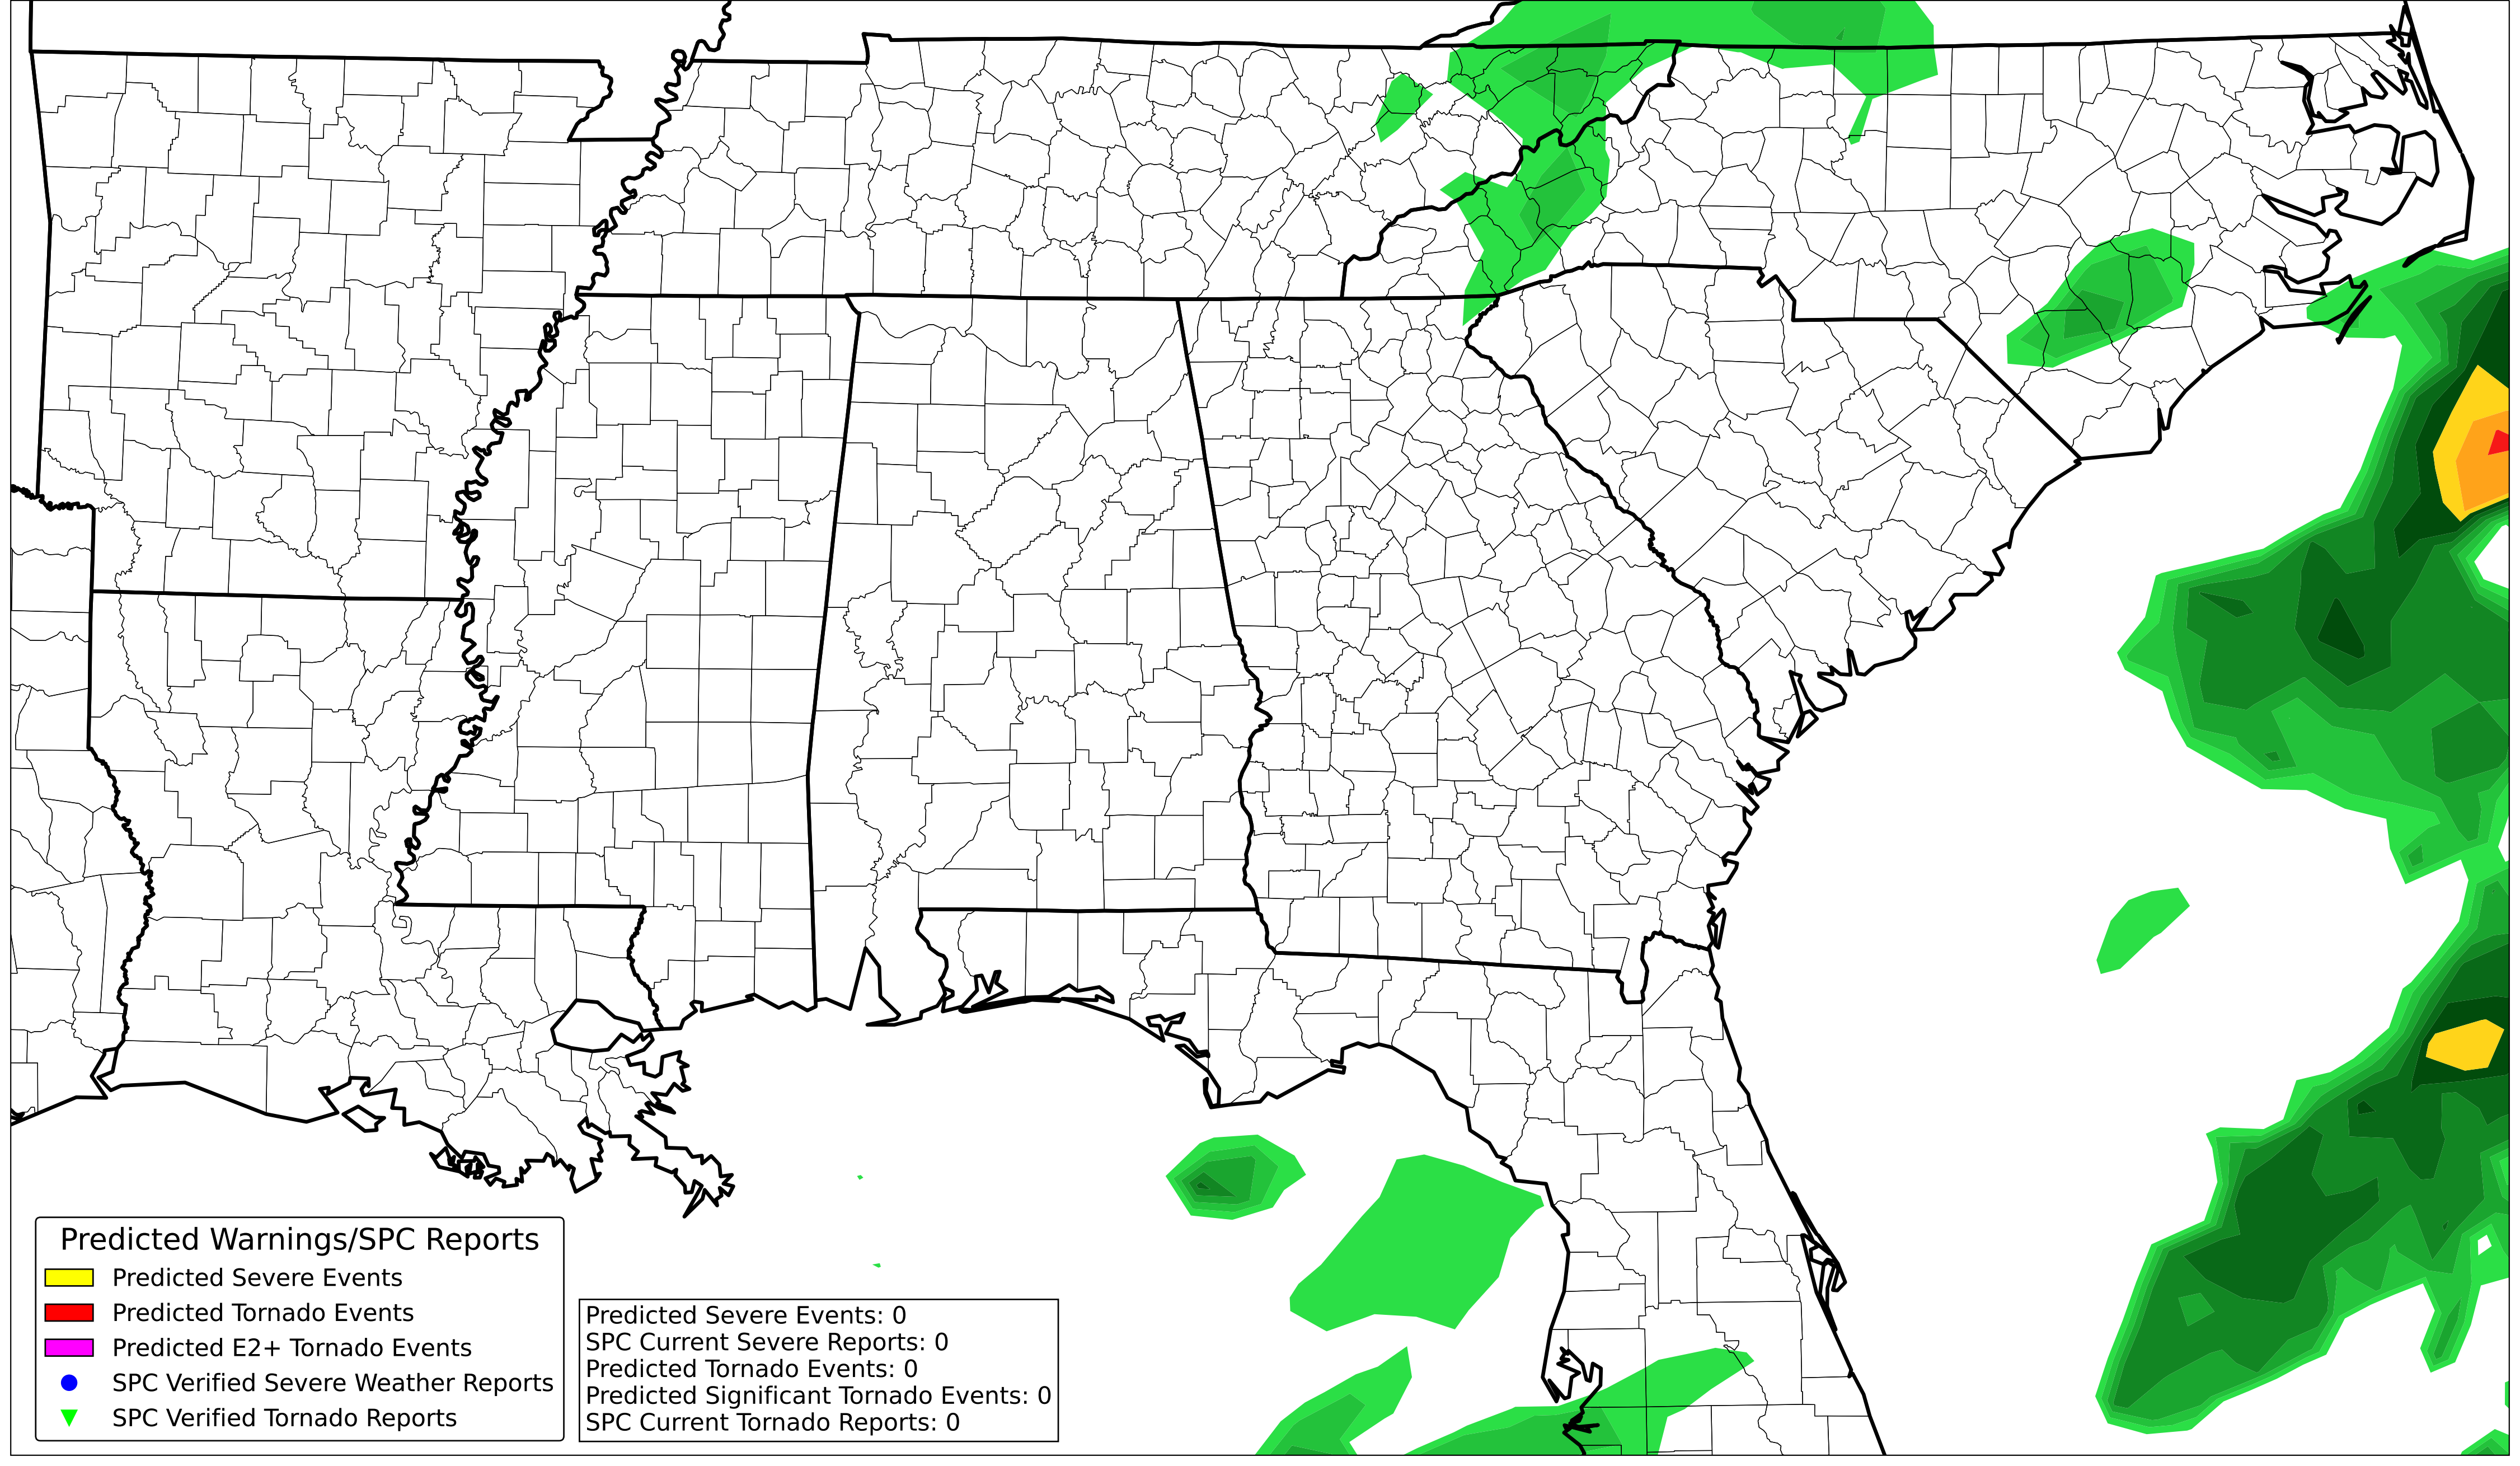 Predicted Warnings/SPC Reports
Predicted Severe Events
Predicted Tornado Events
Predicted E2+ Tornado Events
SPC Verified Severe Weather Reports
SPC Verified Tornado Reports
Predicted Severe Events: 0
SPC Current Severe Reports: 0
Predicted Tornado Events: 0
Predicted Significant Tornado Events: 0
SPC Current Tornado Reports: 0